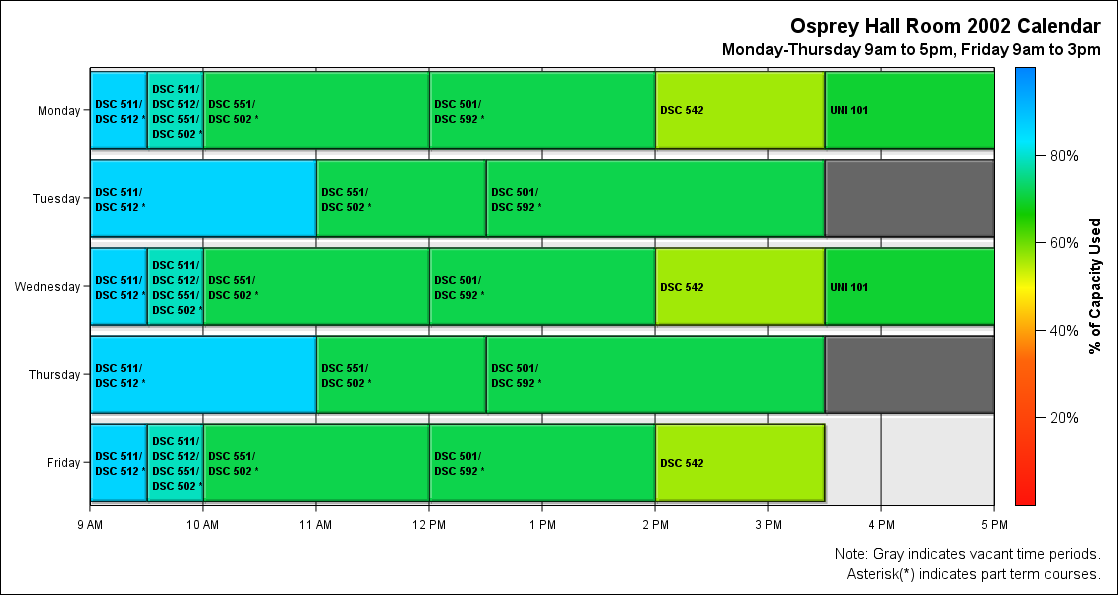 Osprey Hall Room 2002 Calendar
Monday-Thursday 9am to 5pm, Friday 9am to 3pm
Monday
DSC 511/
DSC 512 *
DSC 511/
DSC 512/
DSC 551/
DSC 502 *
DSC 551/
DSC 502 *
DSC 501/
DSC 592 *
DSC 542
UNI 101
Tuesday
DSC 511/
DSC 512 *
DSC 551/
DSC 502 *
DSC 501/
DSC 592 *
Wednesday
DSC 511/
DSC 512 *
DSC 511/
DSC 512/
DSC 551/
DSC 502 *
DSC 551/
DSC 502 *
DSC 501/
DSC 592 *
DSC 542
UNI 101
Thursday
DSC 511/
DSC 512 *
DSC 551/
DSC 502 *
DSC 501/
DSC 592 *
Friday
DSC 511/
DSC 512 *
DSC 511/
DSC 512/
DSC 551/
DSC 502 *
DSC 551/
DSC 502 *
DSC 501/
DSC 592 *
DSC 542
9 AM
10 AM
11 AM
12 PM
1 PM
2 PM
3 PM
4 PM
5 PM
80%
60%
40%
20%
% of Capacity Used
Note: Gray indicates vacant time periods.
Asterisk(*) indicates part term courses.